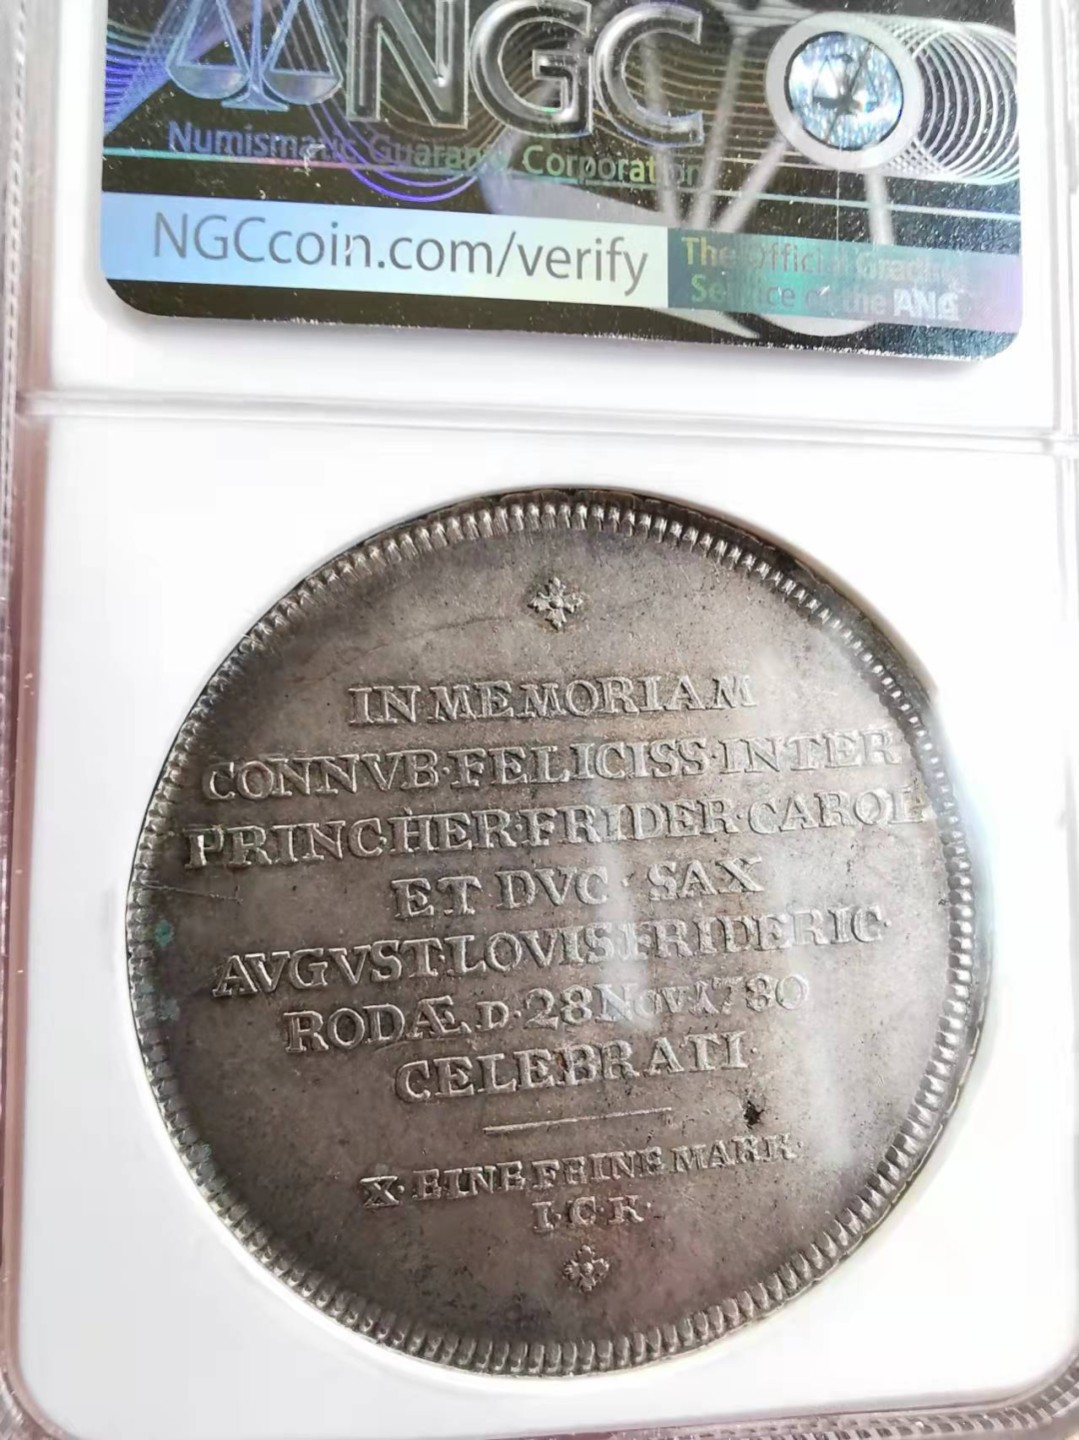 NGC
Numismatic Guaranty Corporation
NGCcoin.com/verify
The Official Grading
Service of the ANA
IN MEMORIAM
CONNVB·FELICISS·INTER
PRINC·HER·FRIDER·CAROL·
ET DVC·SAX
AVGVST·LOVIS·FRIDERIC·
RODÆ D·28 NOV·1780
CELEBRATI·
X·EINE FEINE MARK·
I·C·K·